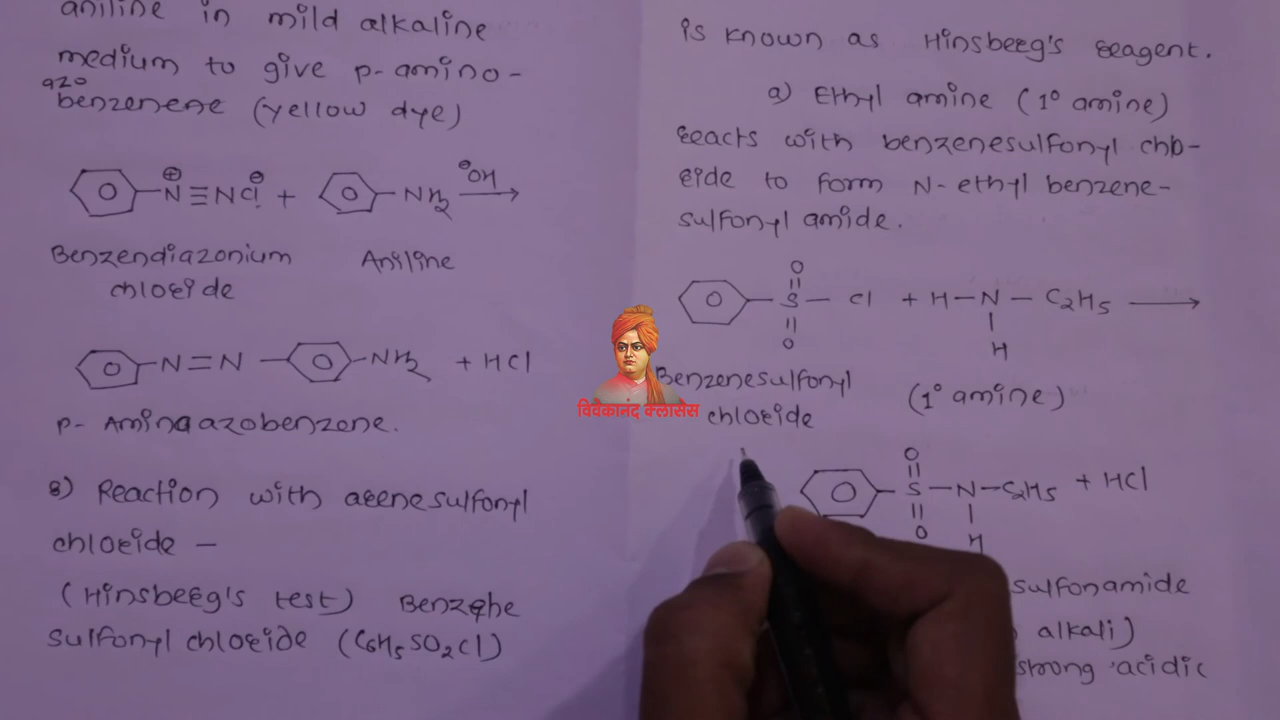 aniline in mild alkaline
medium to give p-amino-
azo
benzenene (yellow dye)
⊕ ⊖
N≡NCl + NH2 ⊖OH →
Benzendiazonium Aniline
chloride
N=N — NH2 + HCl
p- Aminoazobenzene.
8) Reaction with arenesulfonyl
chloride –
(Hinsberg's test) Benzene
sulfonyl chloride (C6H5SO2Cl)
is known as Hinsberg's reagent.
a) Ethyl amine (1° amine)
reacts with benzenesulfonyl chlo-
ride to form N-ethyl benzene-
sulfonyl amide.
O
S — Cl + H—N — C2H5 →
O H
Benzenesulfonyl (1° amine)
chloride
O
S —N—C2H5 + HCl
O H
sulfonamide
alkali)
strong acidic
विवेकानंद क्लासेस